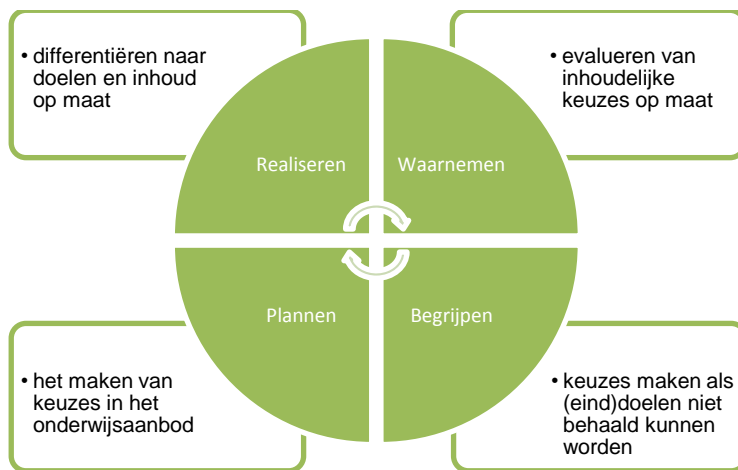 • differentiëren naar
doelen en inhoud
op maat
• evalueren van
inhoudelijke
keuzes op maat
Realiseren
Waarnemen
Plannen
Begrijpen
• het maken van
keuzes in het
onderwijsaanbod
• keuzes maken als
(eind)doelen niet
behaald kunnen
worden